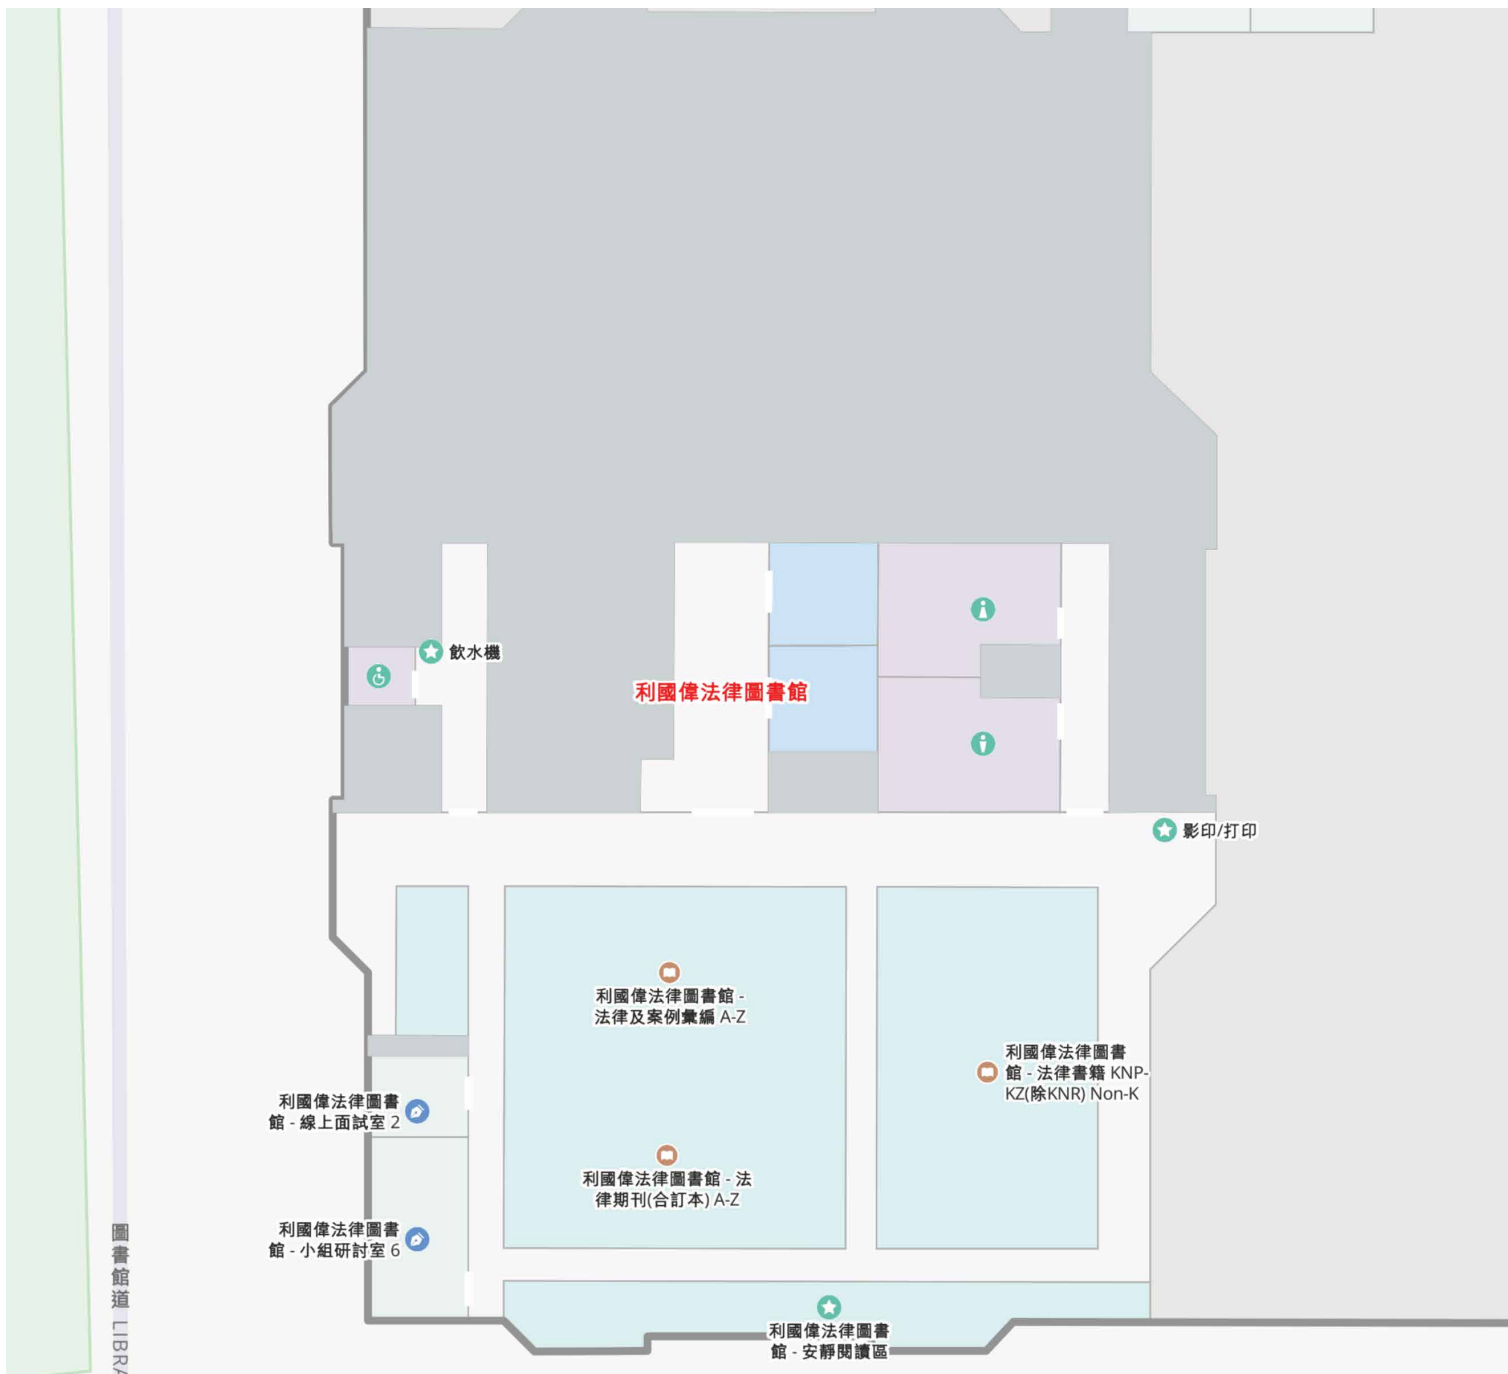 飲水機
利國偉法律圖書館
影印/打印
利國偉法律圖書館 -
法律及案例彙編 A-Z
利國偉法律圖書
館 - 法律書籍 KNP-
KZ(除KNR) Non-K
利國偉法律圖書
館 - 線上面試室 2
利國偉法律圖書館 - 法
律期刊(合訂本) A-Z
利國偉法律圖書
館 - 小組研討室 6
圖書館道 LIBRA
利國偉法律圖書
館 - 安靜閱讀區